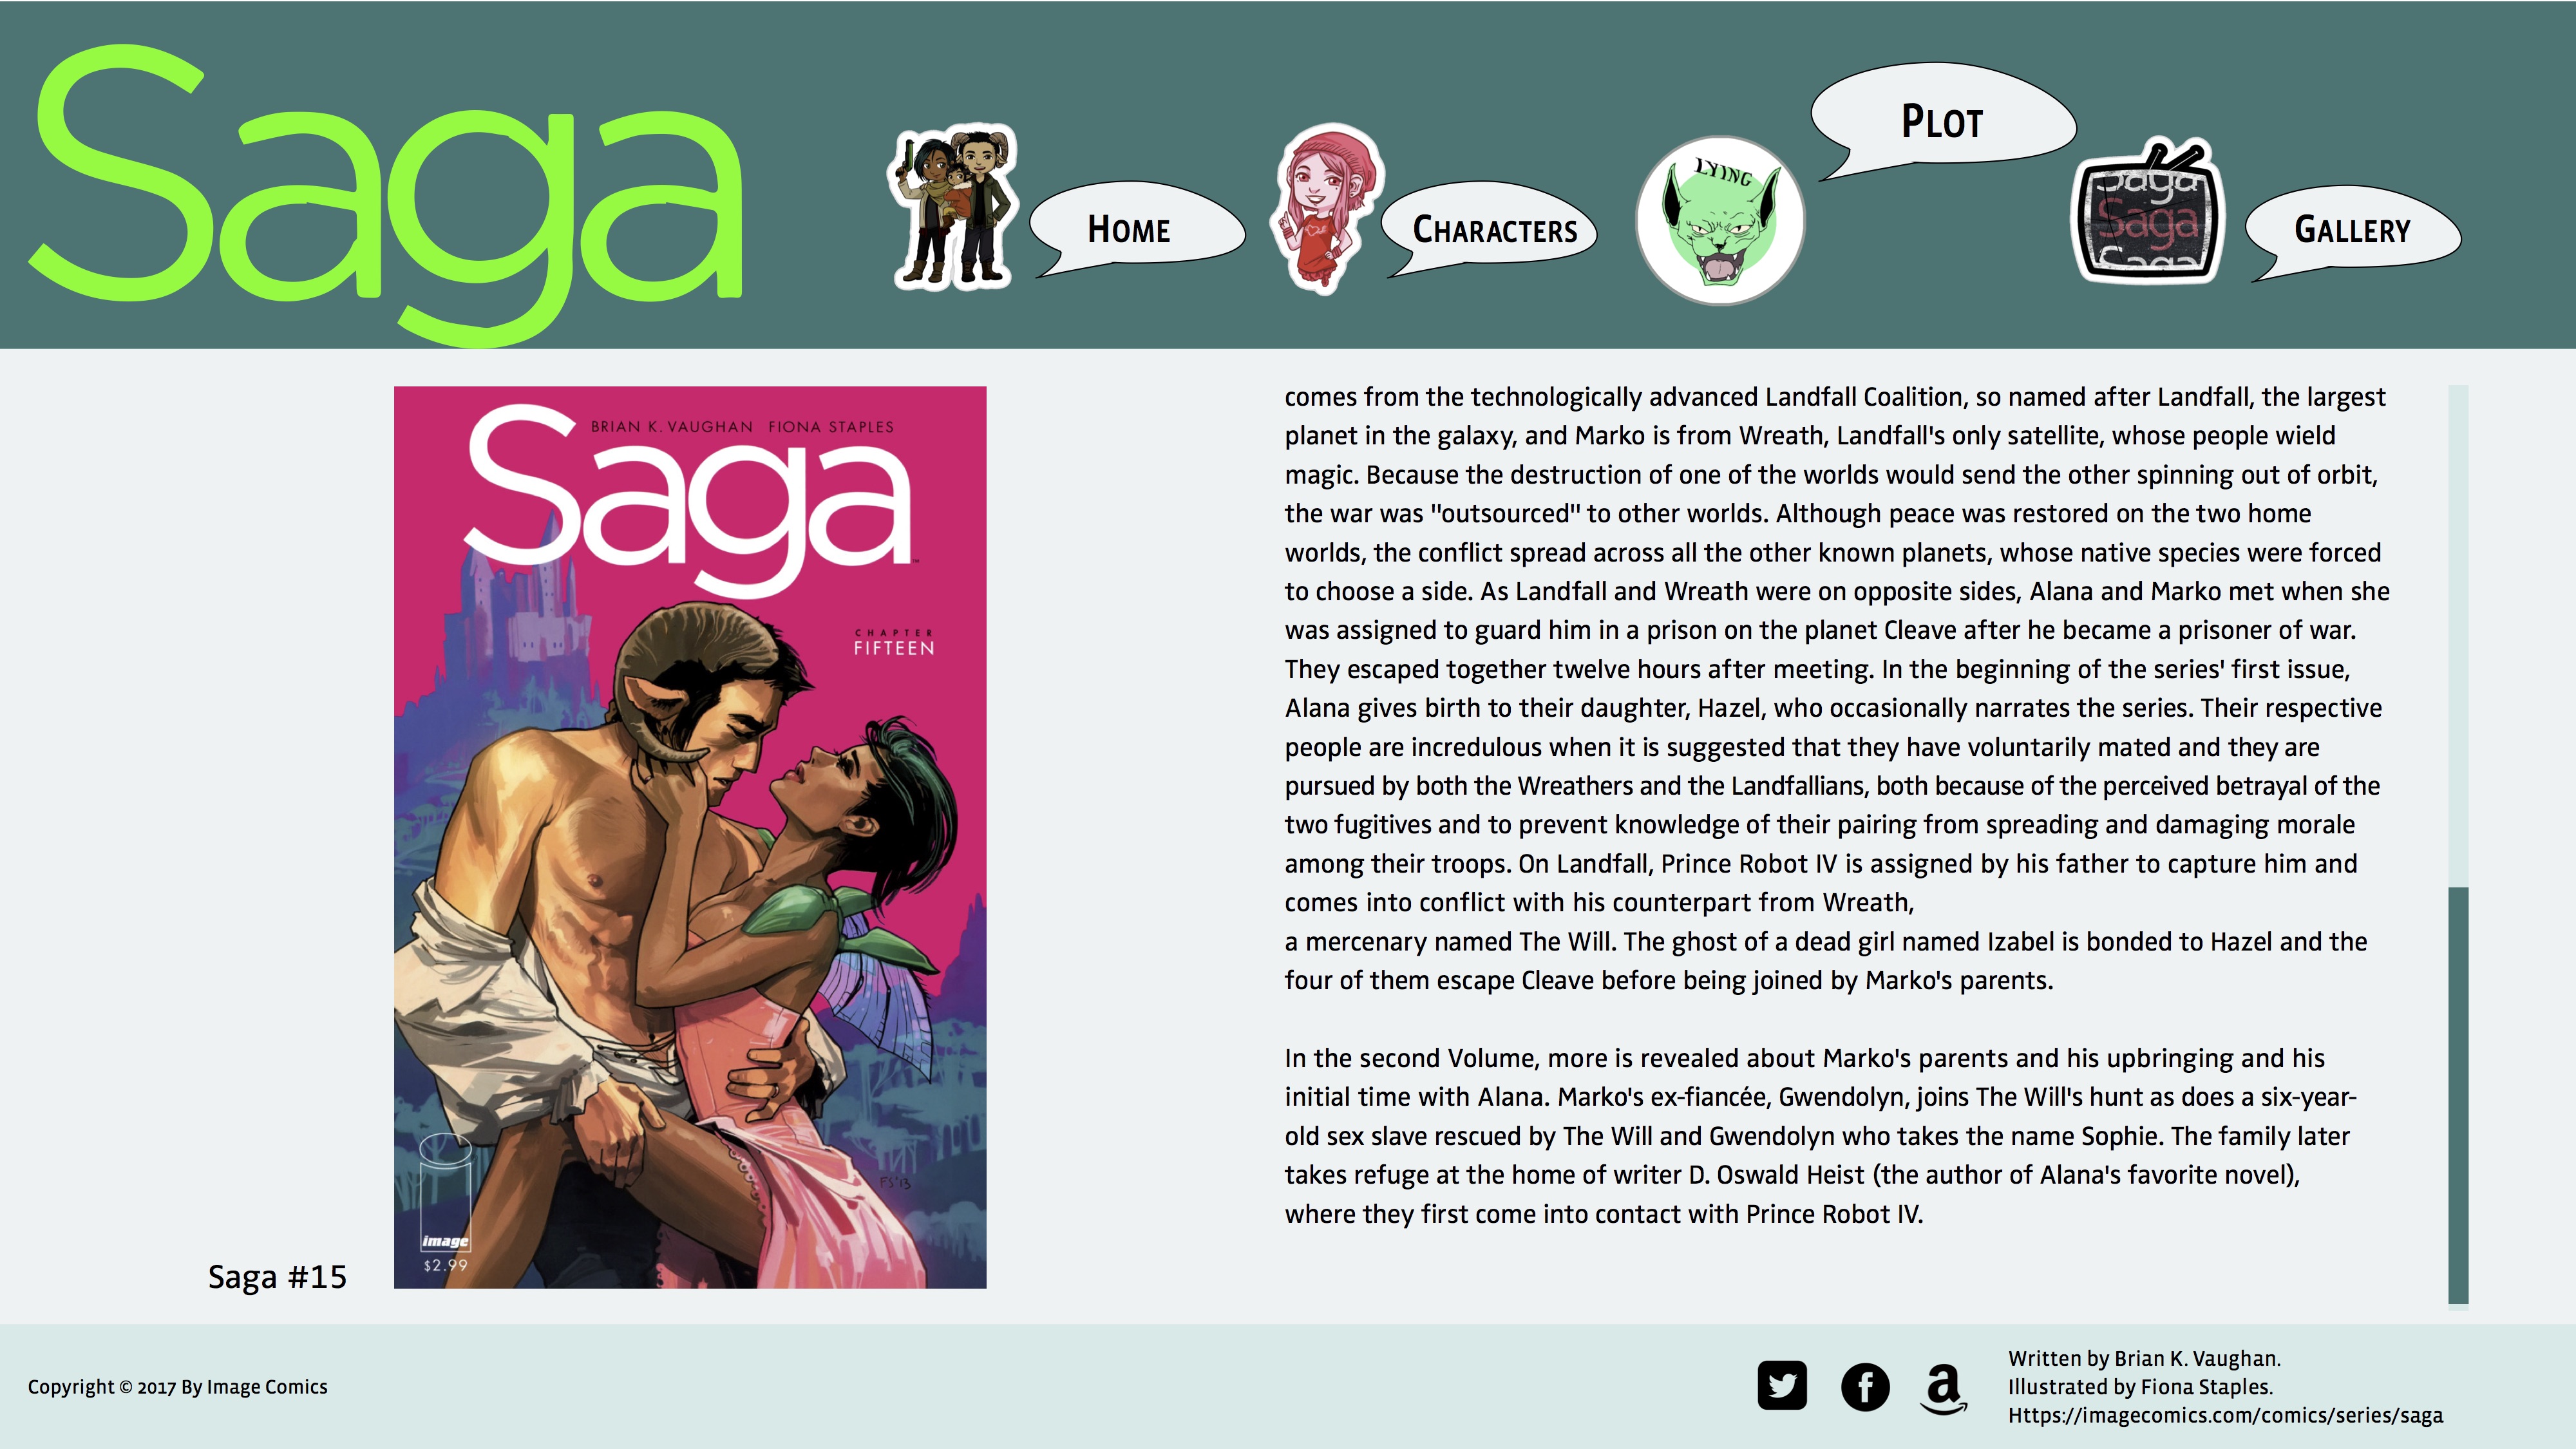 Saga
HOME
CHARACTERS
LYING
PLOT
Saga
Saga
Saga
GALLERY
BRIAN K. VAUGHAN FIONA STAPLES
Saga™
CHAPTER
FIFTEEN
FS'13
image
$2.99
Saga #15
comes from the technologically advanced Landfall Coalition, so named after Landfall, the largest
planet in the galaxy, and Marko is from Wreath, Landfall's only satellite, whose people wield
magic. Because the destruction of one of the worlds would send the other spinning out of orbit,
the war was "outsourced" to other worlds. Although peace was restored on the two home
worlds, the conflict spread across all the other known planets, whose native species were forced
to choose a side. As Landfall and Wreath were on opposite sides, Alana and Marko met when she
was assigned to guard him in a prison on the planet Cleave after he became a prisoner of war.
They escaped together twelve hours after meeting. In the beginning of the series' first issue,
Alana gives birth to their daughter, Hazel, who occasionally narrates the series. Their respective
people are incredulous when it is suggested that they have voluntarily mated and they are
pursued by both the Wreathers and the Landfallians, both because of the perceived betrayal of the
two fugitives and to prevent knowledge of their pairing from spreading and damaging morale
among their troops. On Landfall, Prince Robot IV is assigned by his father to capture him and
comes into conflict with his counterpart from Wreath,
a mercenary named The Will. The ghost of a dead girl named Izabel is bonded to Hazel and the
four of them escape Cleave before being joined by Marko's parents.
In the second Volume, more is revealed about Marko's parents and his upbringing and his
initial time with Alana. Marko's ex-fiancée, Gwendolyn, joins The Will's hunt as does a six-year-
old sex slave rescued by The Will and Gwendolyn who takes the name Sophie. The family later
takes refuge at the home of writer D. Oswald Heist (the author of Alana's favorite novel),
where they first come into contact with Prince Robot IV.
Copyright © 2017 By Image Comics
Written by Brian K. Vaughan.
Illustrated by Fiona Staples.
Https://imagecomics.com/comics/series/saga